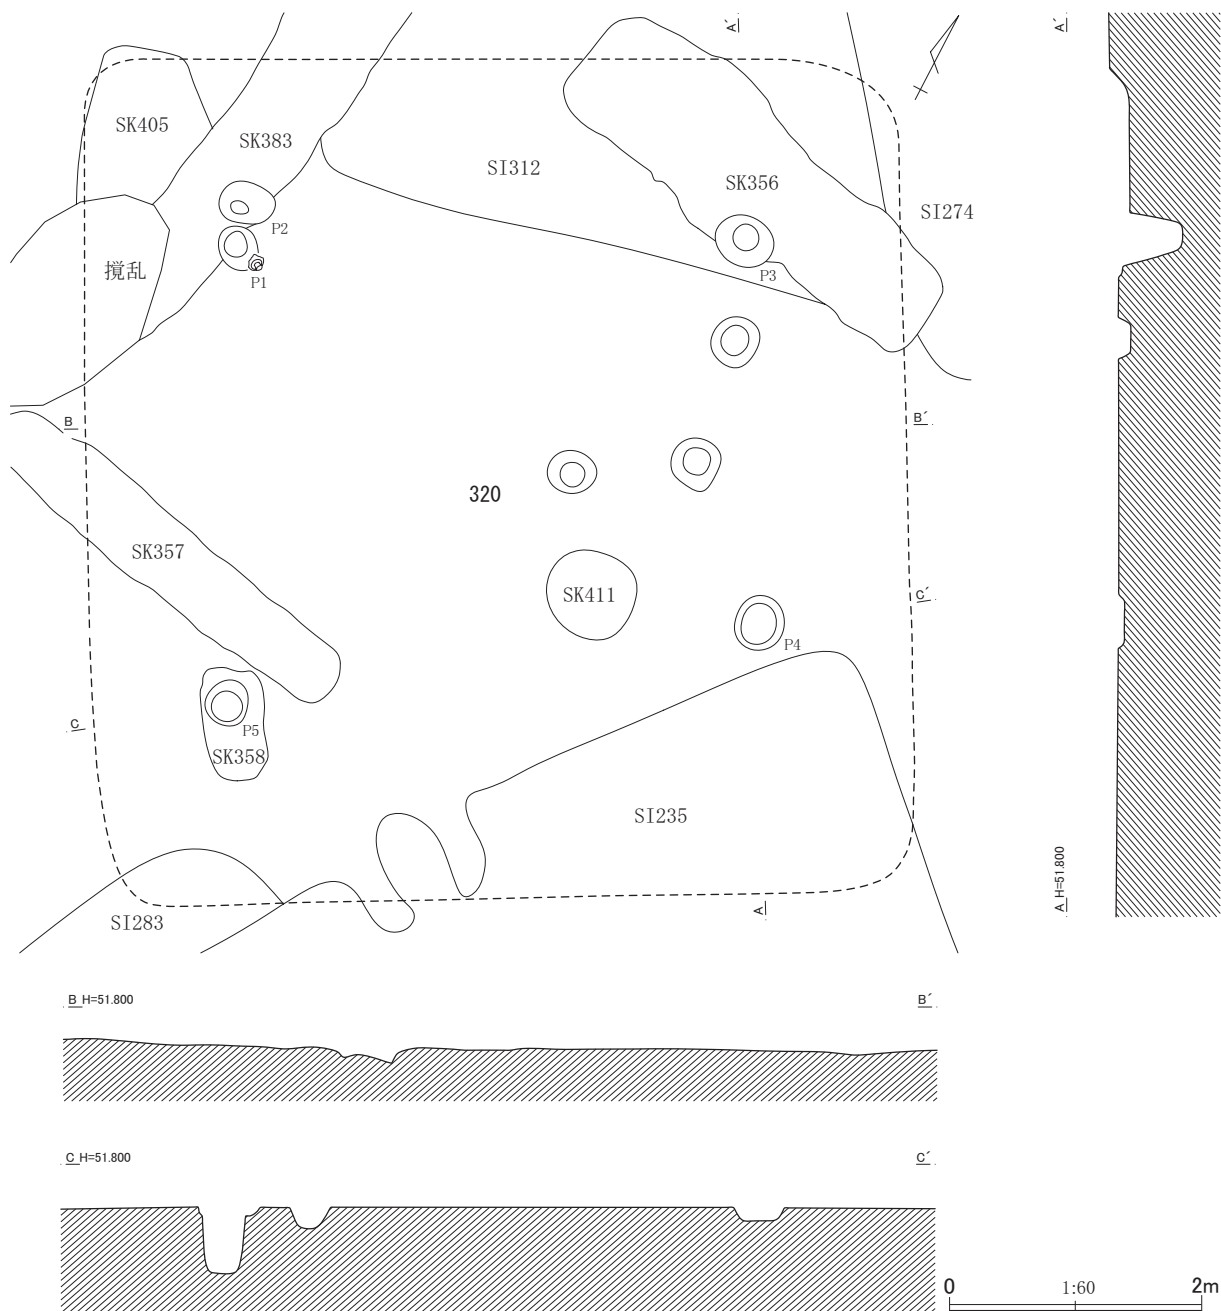 A´
A´
SK405
SK383
SI312
SK356
SI274
P2
攪乱
P1
P3
B
B´
320
SK357
SK411
C´
P4
C
P5
SK358
SI235
A H=51.800
A
SI283
B H=51.800
B´
C H=51.800
C´
0 1:60 2m